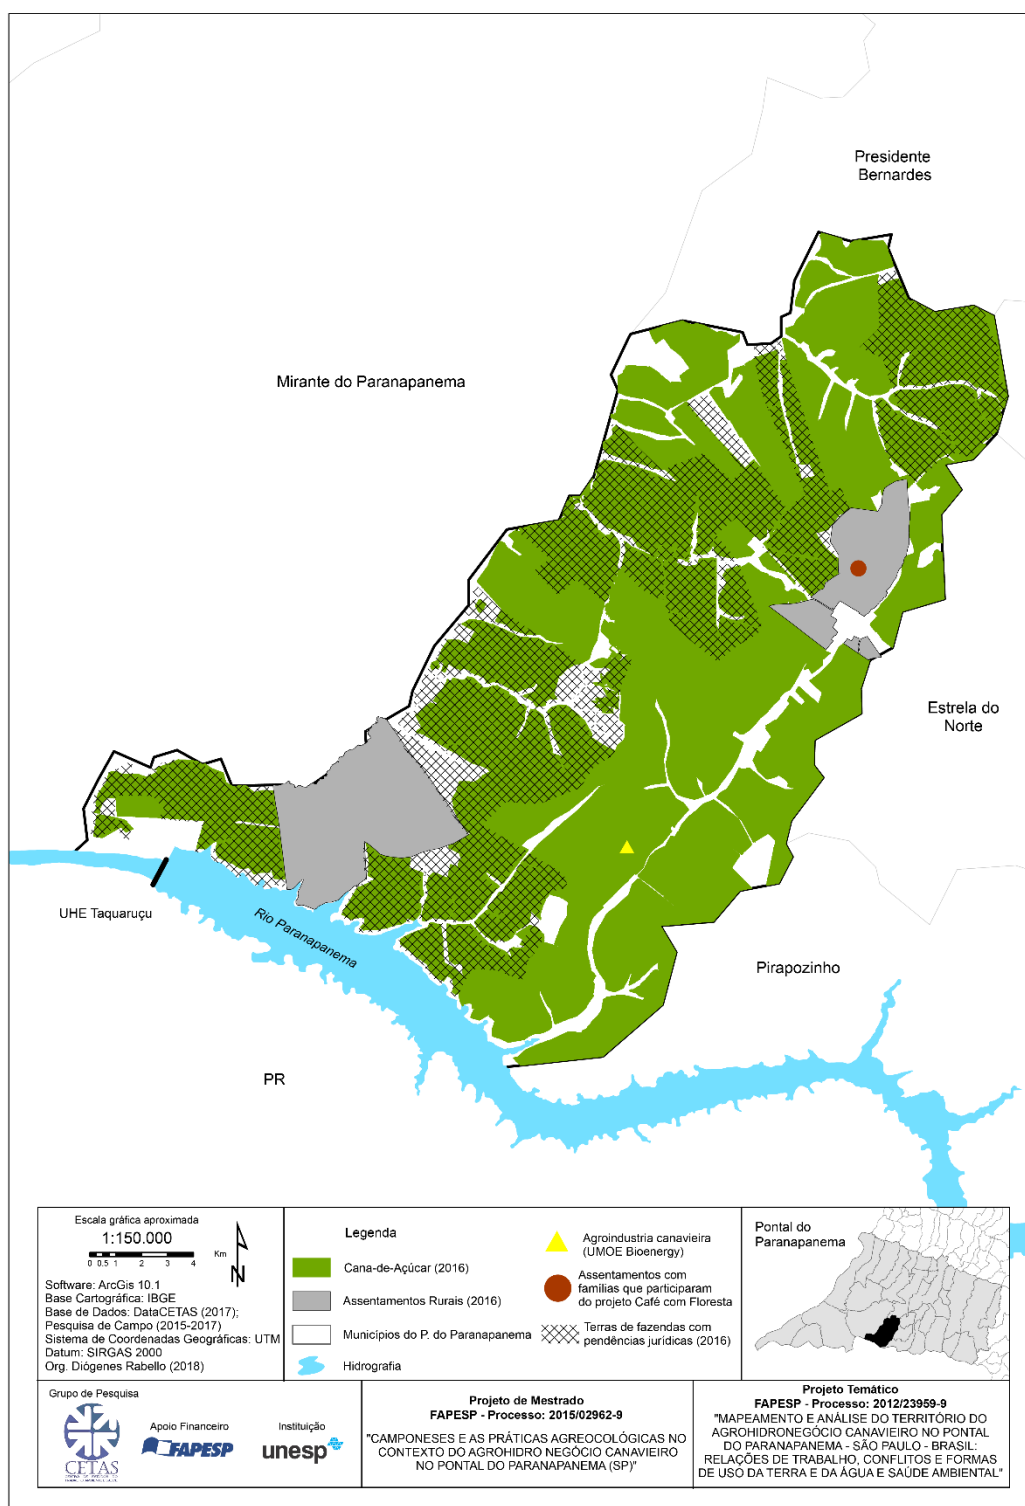 Presidente
Bernardes
Mirante do Paranapanema
Estrela do
Norte
UHE Taquaruçu
Rio Paranapanema
Pirapozinho
PR
Escala gráfica aproximada
1:150.000
Km
0 0.5 1 2 3 4
N
Software: ArcGis 10.1
Base Cartográfica: IBGE
Base de Dados: DataCETAS (2017);
Pesquisa de Campo (2015-2017)
Sistema de Coordenadas Geográficas: UTM
Datum: SIRGAS 2000
Org. Diógenes Rabello (2018)
Legenda
Cana-de-Açúcar (2016)
Assentamentos Rurais (2016)
Municípios do P. do Paranapanema
Hidrografia
Agroindustria canavieira
(UMOE Bioenergy)
Assentamentos com
famílias que participaram
do projeto Café com Floresta
Terras de fazendas com
pendências jurídicas (2016)
Pontal do
Paranapanema
Grupo de Pesquisa
CETAS
Apoio Financeiro
FAPESP
Instituição
unesp
Projeto de Mestrado
FAPESP - Processo: 2015/02962-9
"CAMPONESES E AS PRÁTICAS AGREOCOLÓGICAS NO
CONTEXTO DO AGROHIDRO NEGÓCIO CANAVIEIRO
NO PONTAL DO PARANAPANEMA (SP)"
Projeto Temático
FAPESP - Processo: 2012/23959-9
"MAPEAMENTO E ANÁLISE DO TERRITÓRIO DO
AGROHIDRONEGÓCIO CANAVIEIRO NO PONTAL
DO PARANAPANEMA - SÃO PAULO - BRASIL:
RELAÇÕES DE TRABALHO, CONFLITOS E FORMAS
DE USO DA TERRA E DA ÁGUA E SAÚDE AMBIENTAL"